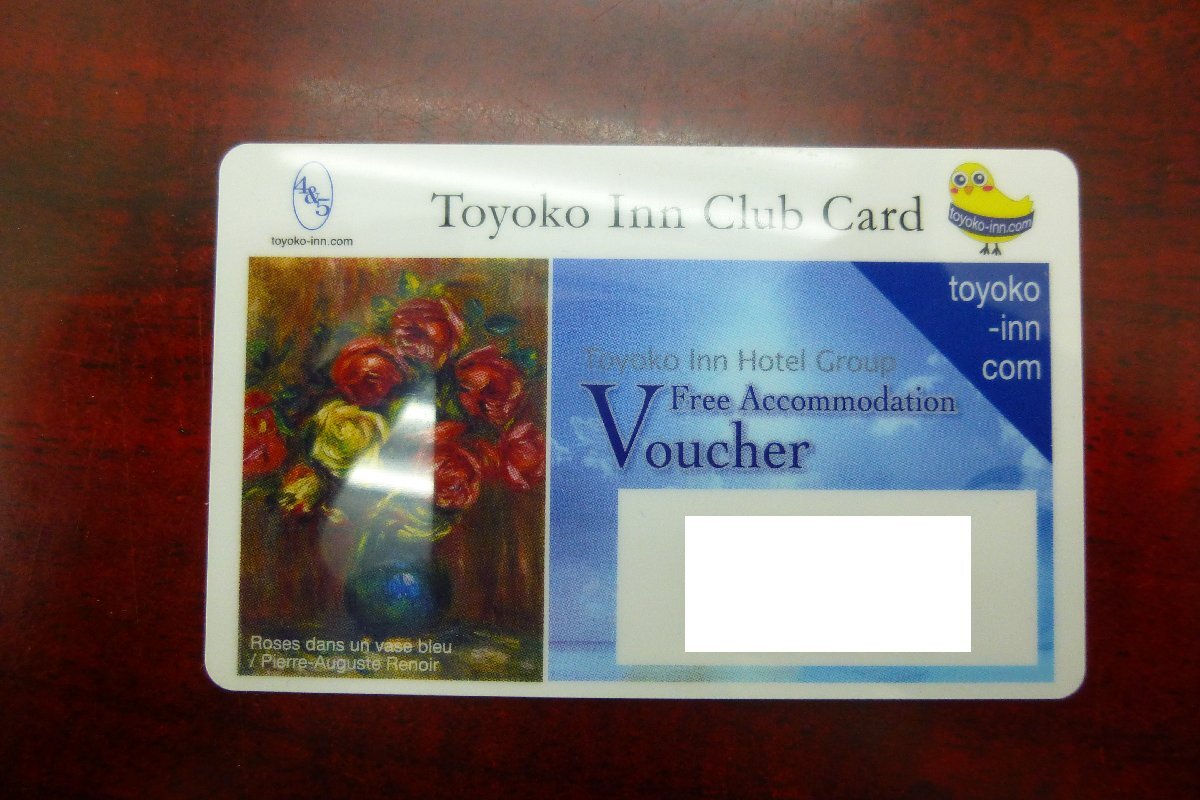 4&5
toyoko-inn.com
Toyoko Inn Club Card
toyoko-inn.com
toyoko
-inn
com
Toyoko Inn Hotel Group
Free Accommodation
Voucher
Roses dans un vase bleu
/ Pierre-Auguste Renoir